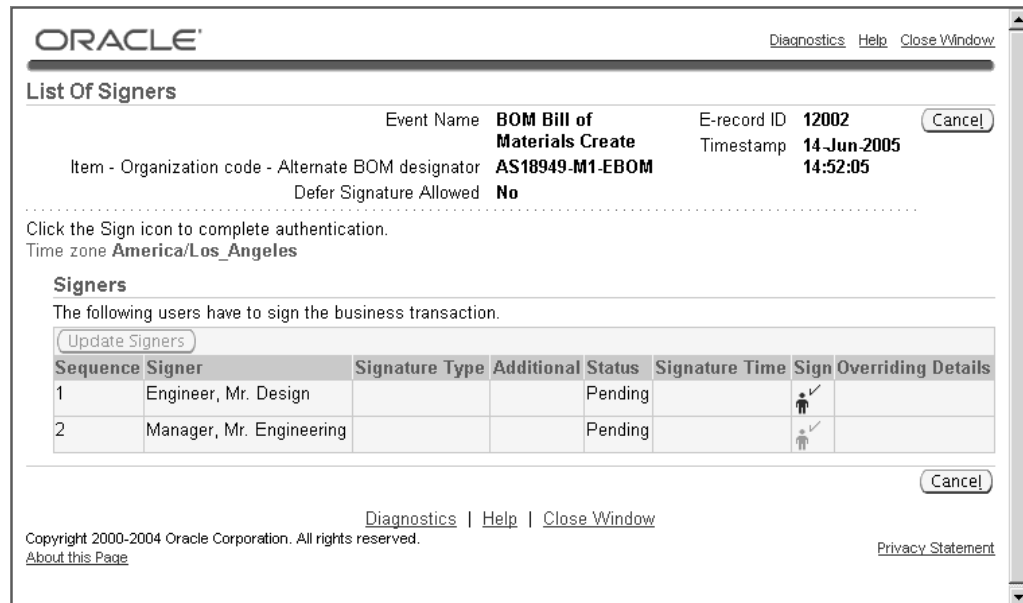 ORACLE
Diagnostics Help Close Window
List Of Signers
Event Name BOM Bill of Materials Create
E-record ID 12002
Cancel
Timestamp 14-Jun-2005 14:52:05
Item - Organization code - Alternate BOM designator AS18949-M1-EBOM
Defer Signature Allowed No
Click the Sign icon to complete authentication.
Time zone America/Los_Angeles
Signers
The following users have to sign the business transaction.
Update Signers
Sequence Signer Signature Type Additional Status Signature Time Sign Overriding Details
1 Engineer, Mr. Design Pending
2 Manager, Mr. Engineering Pending
Cancel
Diagnostics | Help | Close Window
Copyright 2000-2004 Oracle Corporation. All rights reserved.
About this Page
Privacy Statement